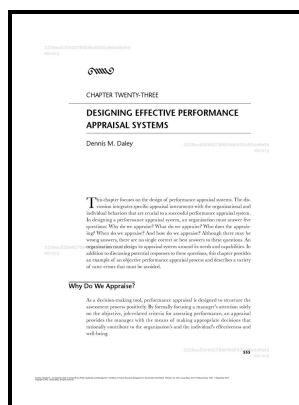 CHAPTER TWENTY-THREE
DESIGNING EFFECTIVE PERFORMANCE
APPRAISAL SYSTEMS
Dennis M. Daley
This chapter focuses on the design of performance appraisal systems. The dis-
cussion integrates specific appraisal instruments with the organizational and
individual behaviors that are crucial to a successful performance appraisal system.
In designing a performance appraisal system, an organization must answer five
questions: Why do we appraise? What do we appraise? Who does the apprais-
ing? When do we appraise? And how do we appraise? Although there may be
wrong answers, there are no single correct or best answers to these questions. An
organization must design its appraisal system around its needs and capabilities. In
addition to discussing potential responses to these questions, this chapter provides
an example of an objective performance appraisal process and describes a variety
of rater errors that must be avoided.
Why Do We Appraise?
As a decision-making tool, performance appraisal is designed to structure the
assessment process positively. By formally focusing a manager's attention solely
on the objective, job-related criteria for assessing performance, an appraisal
provides the manager with the means of making appropriate decisions that
rationally contribute to the organization's and the individual's effectiveness and
well-being.
555